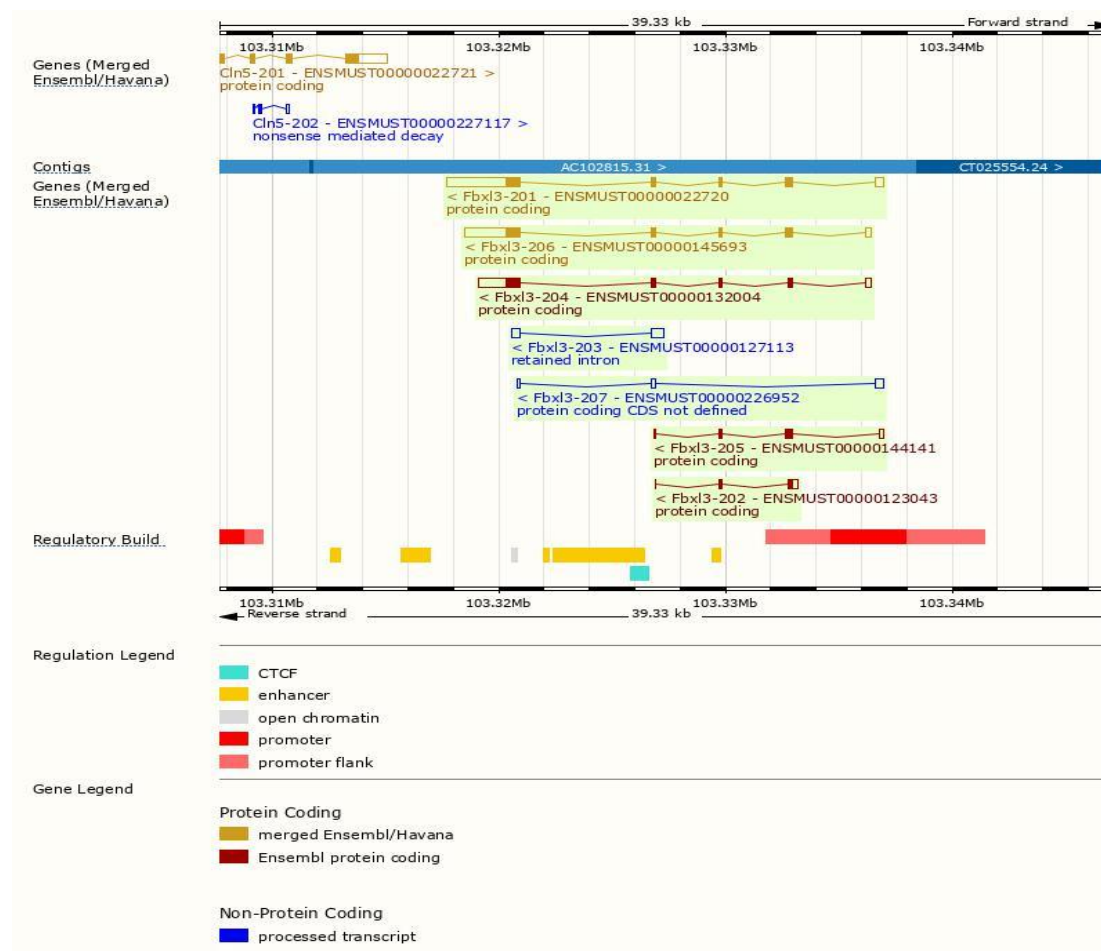 39.33 kb Forward strand
103.31Mb 103.32Mb 103.33Mb 103.34Mb
Genes (Merged
Ensembl/Havana)
Cln5-201 - ENSMUST00000022721 >
protein coding
Cln5-202 - ENSMUST00000227117 >
nonsense mediated decay
Contigs
AC102815.31 > CT025554.24 >
Genes (Merged
Ensembl/Havana)
< Fbxl3-201 - ENSMUST00000022720
protein coding
< Fbxl3-206 - ENSMUST00000145693
protein coding
< Fbxl3-204 - ENSMUST00000132004
protein coding
< Fbxl3-203 - ENSMUST00000127113
retained intron
< Fbxl3-207 - ENSMUST00000226952
protein coding CDS not defined
< Fbxl3-205 - ENSMUST00000144141
protein coding
< Fbxl3-202 - ENSMUST00000123043
protein coding
Regulatory Build
103.31Mb 103.32Mb 103.33Mb 103.34Mb
Reverse strand 39.33 kb
Regulation Legend
CTCF
enhancer
open chromatin
promoter
promoter flank
Gene Legend
Protein Coding
merged Ensembl/Havana
Ensembl protein coding
Non-Protein Coding
processed transcript